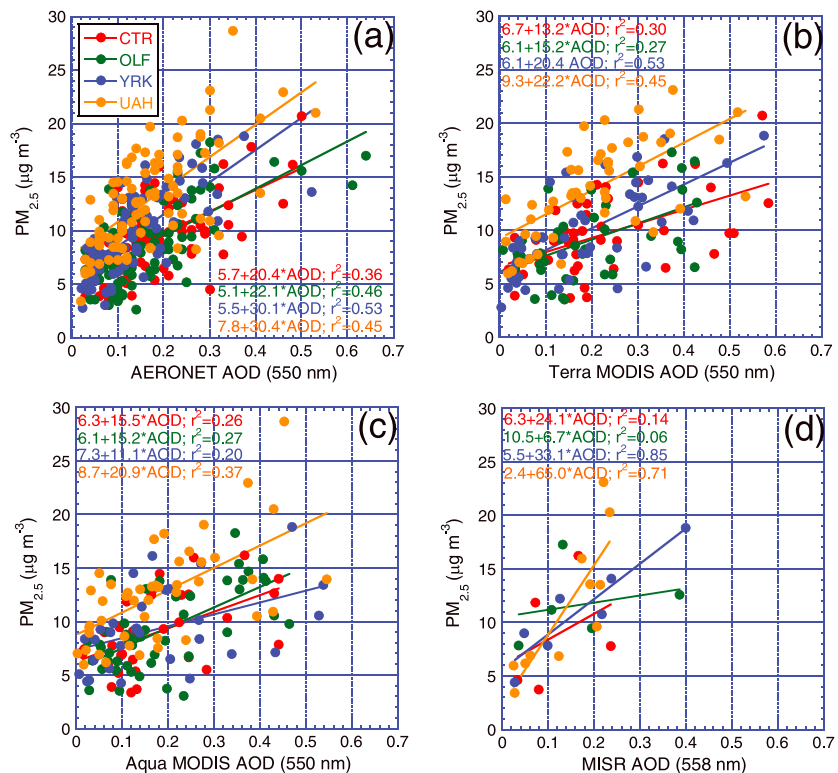 (a)
CTR
OLF
YRK
UAH
30
25
20
15
10
5
0
PM2.5 (μg m-3)
5.7+20.4*AOD; r2=0.36
5.1+22.1*AOD; r2=0.46
5.5+30.1*AOD; r2=0.53
7.8+30.4*AOD; r2=0.45
0 0.1 0.2 0.3 0.4 0.5 0.6 0.7
AERONET AOD (550 nm)
(b)
6.7+13.2*AOD; r2=0.30
6.1+15.2*AOD; r2=0.27
6.1+20.4 AOD; r2=0.53
9.3+22.2*AOD; r2=0.45
30
25
20
15
10
5
0
PM2.5 (μg m-3)
0 0.1 0.2 0.3 0.4 0.5 0.6 0.7
Terra MODIS AOD (550 nm)
(c)
6.3+15.5*AOD; r2=0.26
6.1+15.2*AOD; r2=0.27
7.3+11.1*AOD; r2=0.20
8.7+20.9*AOD; r2=0.37
30
25
20
15
10
5
0
PM2.5 (μg m-3)
0 0.1 0.2 0.3 0.4 0.5 0.6 0.7
Aqua MODIS AOD (550 nm)
(d)
6.3+24.1*AOD; r2=0.14
10.5+6.7*AOD; r2=0.06
5.5+33.1*AOD; r2=0.85
2.4+65.0*AOD; r2=0.71
30
25
20
15
10
5
0
PM2.5 (μg m-3)
0 0.1 0.2 0.3 0.4 0.5 0.6 0.7
MISR AOD (558 nm)